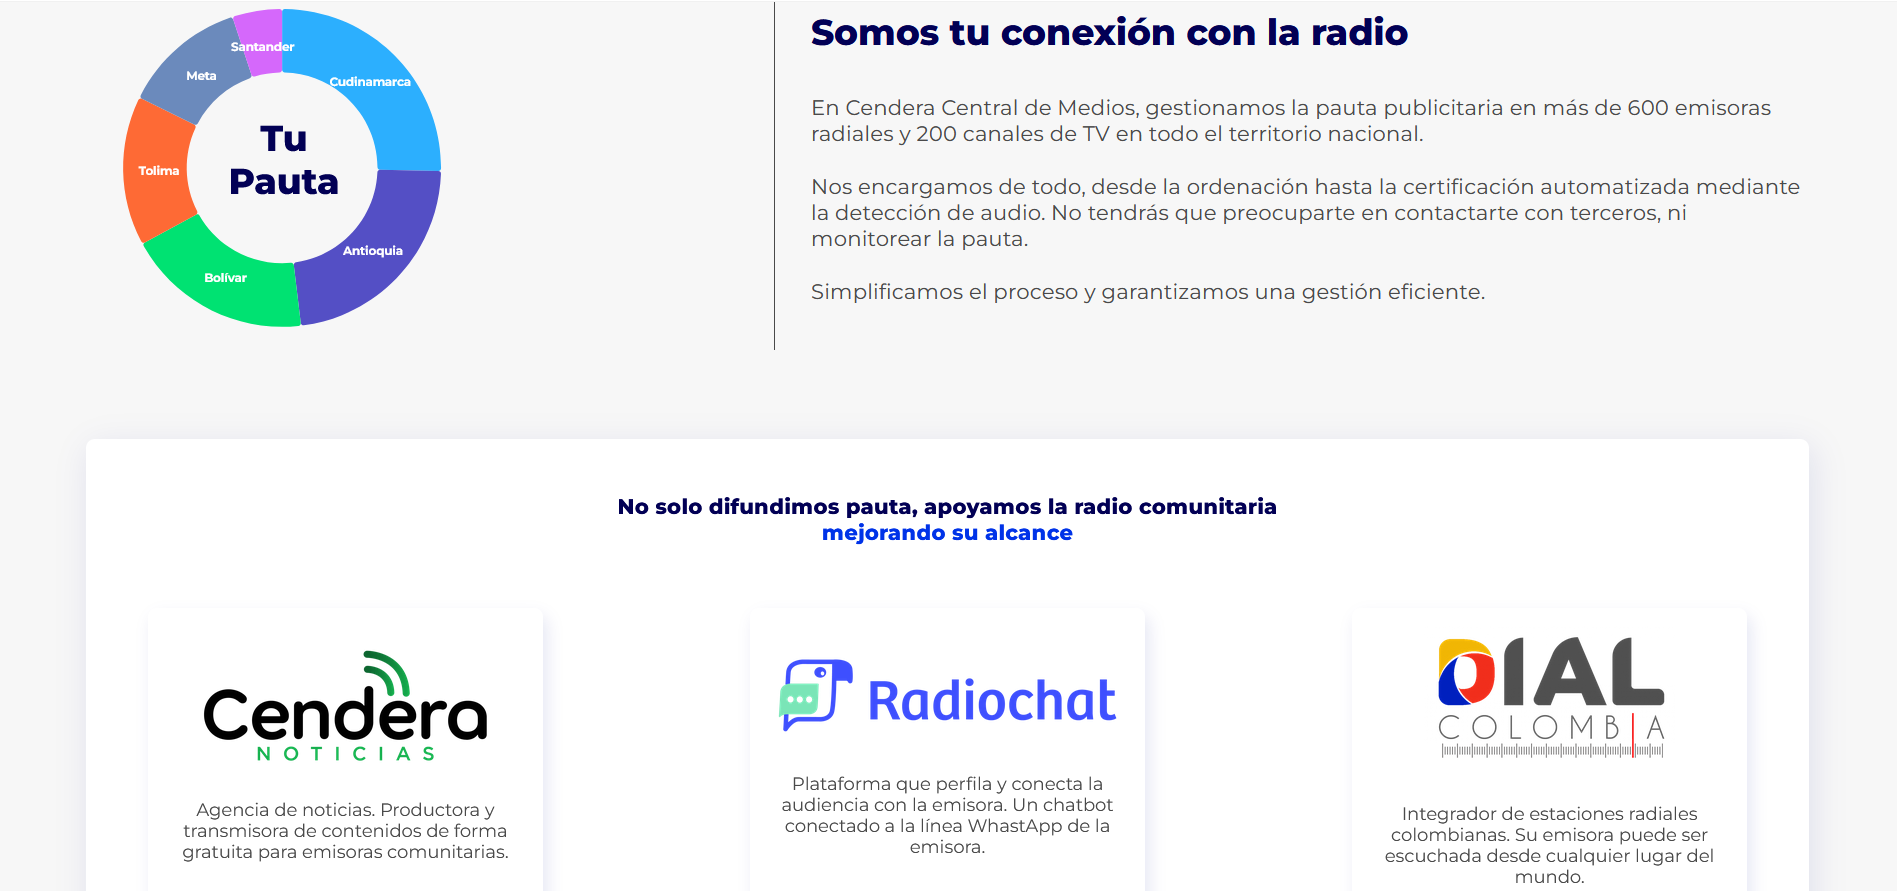 Santander
Cudinamarca
Meta
Tolima
Antioquia
Bolívar
Tu
Pauta
Somos tu conexión con la radio
En Cendera Central de Medios, gestionamos la pauta publicitaria en más de 600 emisoras
radiales y 200 canales de TV en todo el territorio nacional.
Nos encargamos de todo, desde la ordenación hasta la certificación automatizada mediante
la detección de audio. No tendrás que preocuparte en contactarte con terceros, ni
monitorear la pauta.
Simplificamos el proceso y garantizamos una gestión eficiente.
No solo difundimos pauta, apoyamos la radio comunitaria
mejorando su alcance
Cendera
NOTICIAS
Agencia de noticias. Productora y
transmisora de contenidos de forma
gratuita para emisoras comunitarias.
Radiochat
Plataforma que perfila y conecta la
audiencia con la emisora. Un chatbot
conectado a la línea WhastApp de la
emisora.
DIAL
COLOMBIA
Integrador de estaciones radiales
colombianas. Su emisora puede ser
escuchada desde cualquier lugar del
mundo.